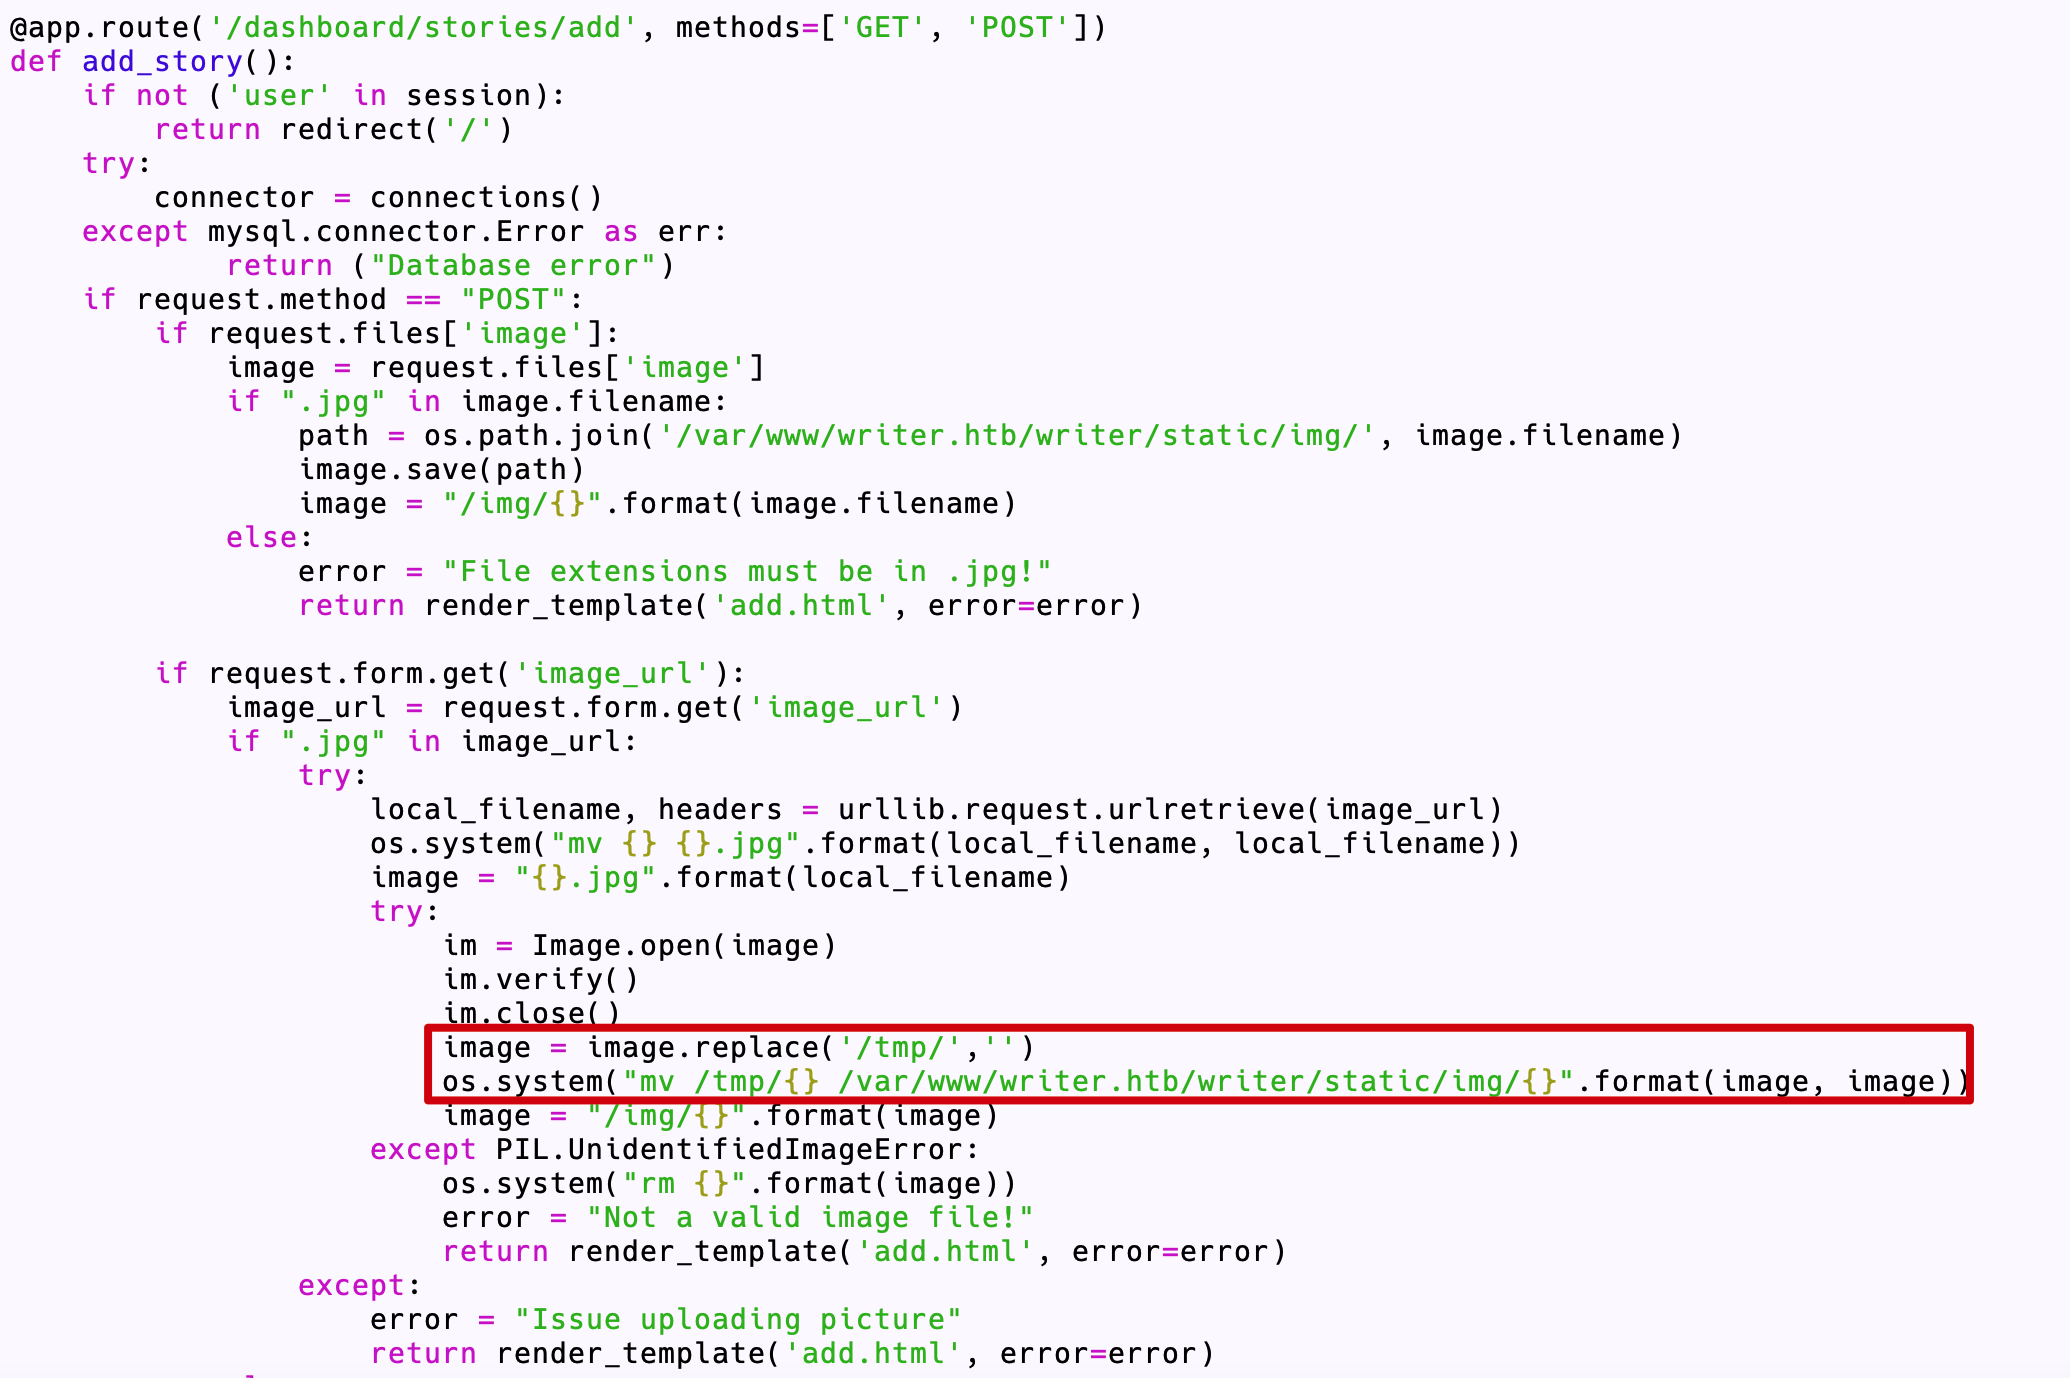 @app.route('/dashboard/stories/add', methods=['GET', 'POST'])
def add_story():
    if not ('user' in session):
        return redirect('/')
    try:
        connector = connections()
    except mysql.connector.Error as err:
            return ("Database error")
    if request.method == "POST":
        if request.files['image']:
            image = request.files['image']
            if ".jpg" in image.filename:
                path = os.path.join('/var/www/writer.htb/writer/static/img/', image.filename)
                image.save(path)
                image = "/img/{}".format(image.filename)
            else:
                error = "File extensions must be in .jpg!"
                return render_template('add.html', error=error)

        if request.form.get('image_url'):
            image_url = request.form.get('image_url')
            if ".jpg" in image_url:
                try:
                    local_filename, headers = urllib.request.urlretrieve(image_url)
                    os.system("mv {} {}.jpg".format(local_filename, local_filename))
                    image = "{}.jpg".format(local_filename)
                    try:
                        im = Image.open(image)
                        im.verify()
                        im.close()
                        image = image.replace('/tmp/','')
                        os.system("mv /tmp/{} /var/www/writer.htb/writer/static/img/{}".format(image, image))
                        image = "/img/{}".format(image)
                    except PIL.UnidentifiedImageError:
                        os.system("rm {}".format(image))
                        error = "Not a valid image file!"
                        return render_template('add.html', error=error)
                except:
                    error = "Issue uploading picture"
                    return render_template('add.html', error=error)